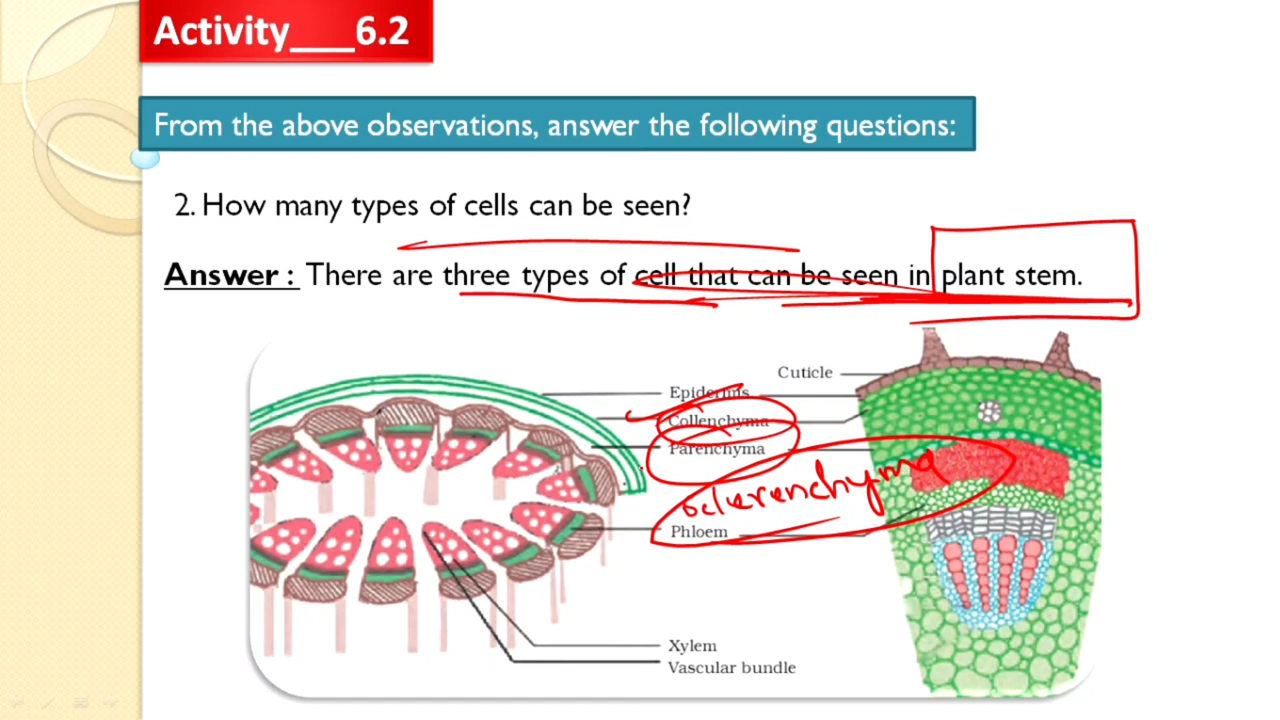 Activity___6.2
From the above observations, answer the following questions:
2. How many types of cells can be seen?
Answer : There are three types of cell that can be seen in plant stem.
Cuticle
Epidermis
Collenchyma
Parenchyma
sclerenchyma
Phloem
Xylem
Vascular bundle